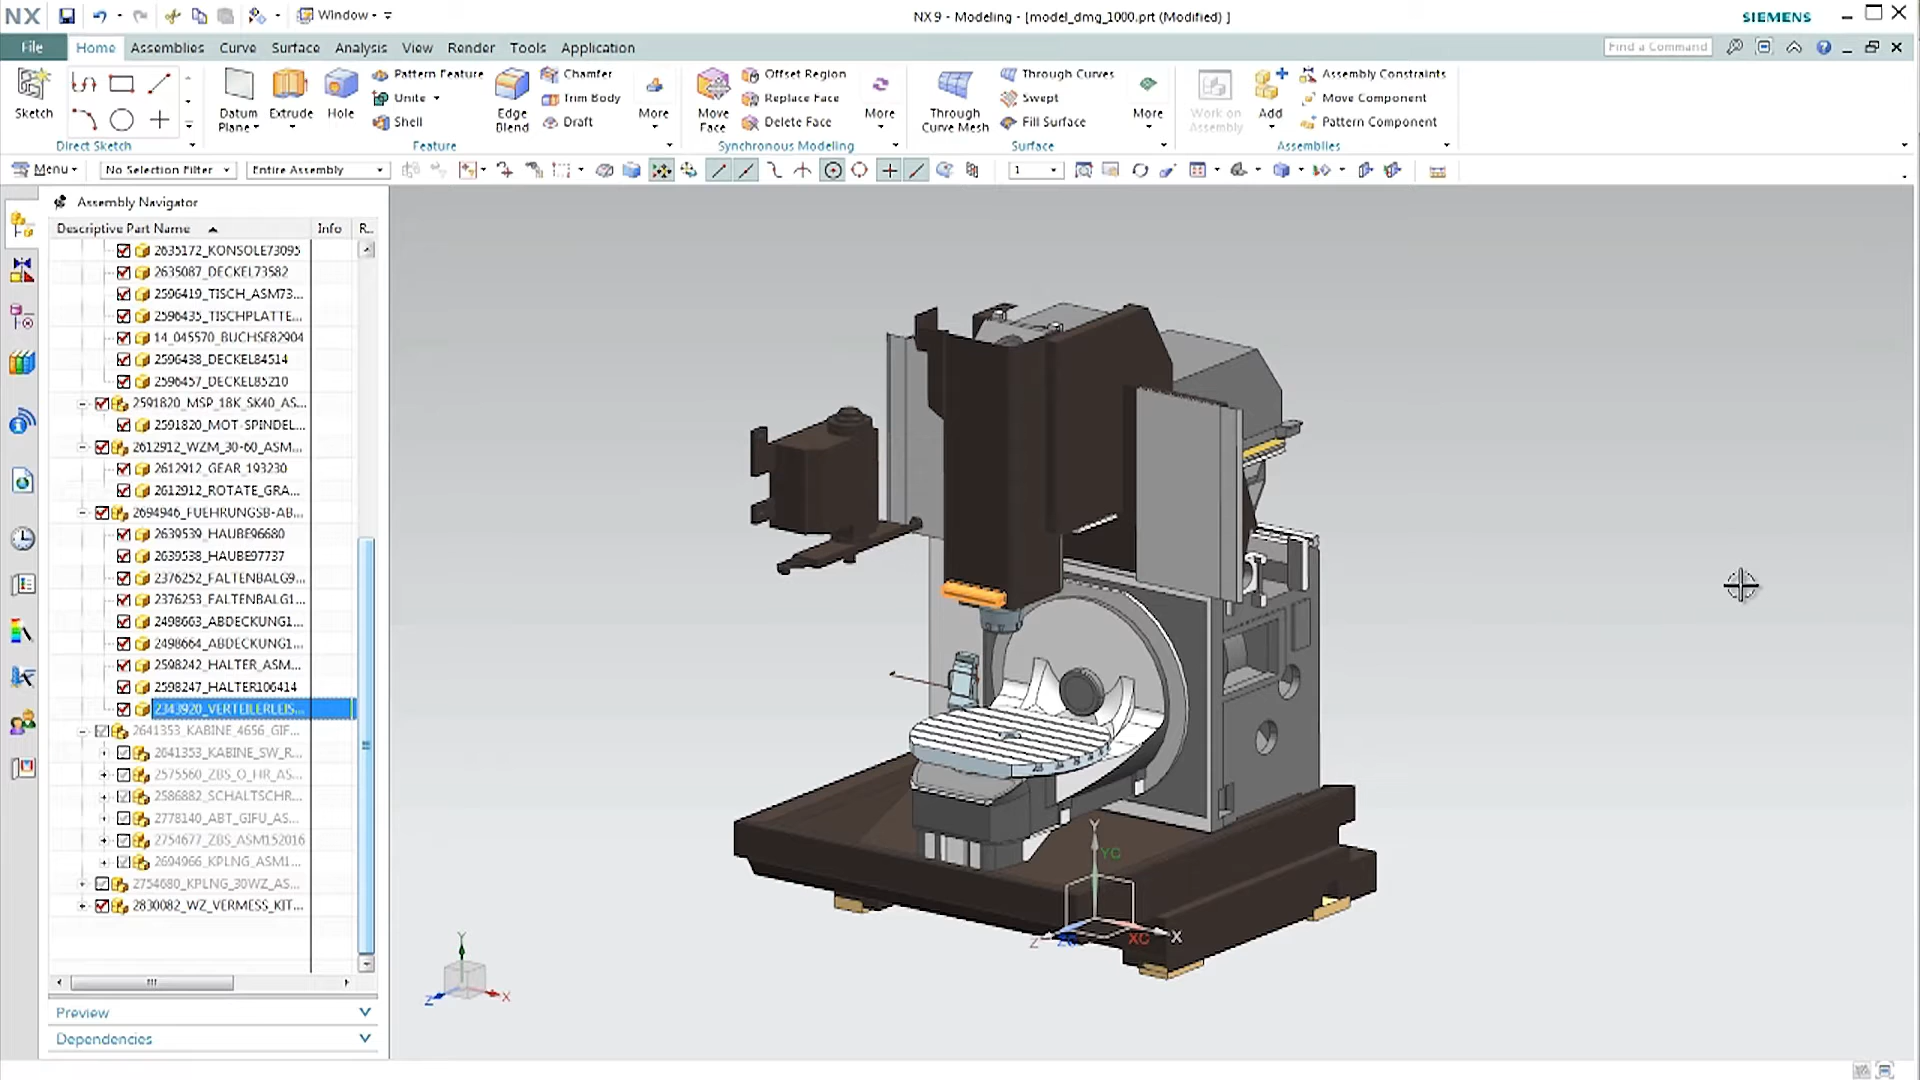 NX
Window
NX 9 - Modeling - [model_dmg_1000.prt (Modified) ]
SIEMENS
File
Home
Assemblies
Curve
Surface
Analysis
View
Render
Tools
Application
Find a Command
Sketch
Direct Sketch
Datum
Plane
Extrude
Hole
Pattern Feature
Unite
Shell
Edge
Blend
Chamfer
Trim Body
Draft
More
Feature
Move
Face
Offset Region
Replace Face
Delete Face
More
Synchronous Modeling
Through
Curve Mesh
Through Curves
Swept
Fill Surface
More
Surface
Work on
Assembly
Add
Assembly Constraints
Move Component
Pattern Component
Assemblies
Menu
No Selection Filter
Entire Assembly
1
Assembly Navigator
Descriptive Part Name
Info
R..
2635172_KONSOLE73095
2635087_DECKEL73582
2596419_TISCH_ASM73...
2596435_TISCHPLATTE...
14_045570_BUCHSE82904
2596438_DECKEL84514
2596457_DECKEL85210
2591820_MSP_18K_SK40_AS...
2591820_MOT-SPINDEL...
2612912_WZM_30-60_ASM...
2612912_GEAR_193230
2612912_ROTATE_GRA...
2694946_FUEHRUNGSB-AB...
2639539_HAUBE96680
2639538_HAUBE97737
2376252_FALTENBALG9...
2376253_FALTENBALG1...
2498663_ABDECKUNG1...
2498664_ABDECKUNG1...
2598242_HALTER_ASM...
2598247_HALTER106414
2343920_VERTEILERLEIS...
2641353_KABINE_4656_GIF...
2641353_KABINE_SW_R...
2575560_ZBS_O_HR_AS...
2586882_SCHALTSCHR...
2778140_ABT_GIFU_AS...
2754677_ZBS_ASM152016
2694966_KPLNG_ASM1...
2754680_KPLNG_30WZ_AS...
2830082_WZ_VERMESS_KIT...
Preview
Dependencies
Y
YC
Z
ZC
XC
X
Y
Z
X